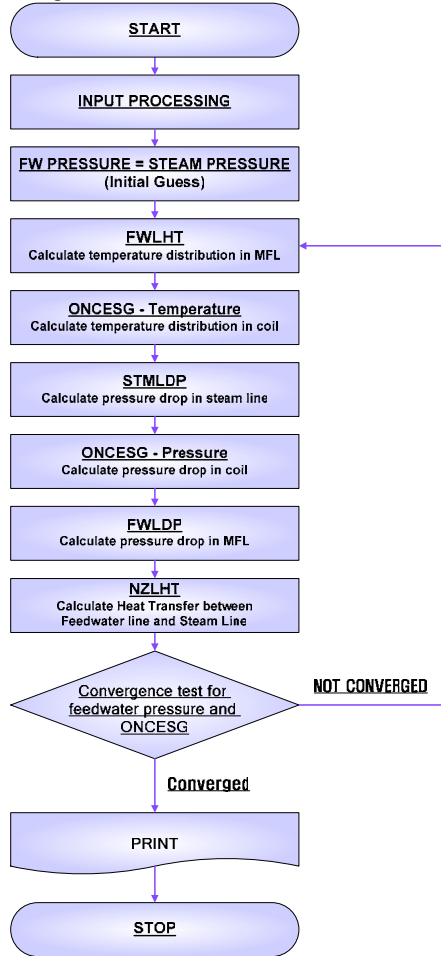 START
INPUT PROCESSING
FW PRESSURE = STEAM PRESSURE
(Initial Guess)
FWLHT
Calculate temperature distribution in MFL
ONCESG - Temperature
Calculate temperature distribution in coil
STMLDP
Calculate pressure drop in steam line
ONCESG - Pressure
Calculate pressure drop in coil
FWLDP
Calculate pressure drop in MFL
NZLHT
Calculate Heat Transfer between
Feedwater line and Steam Line
Convergence test for
feedwater pressure and
ONCESG
NOT CONVERGED
Converged
PRINT
STOP